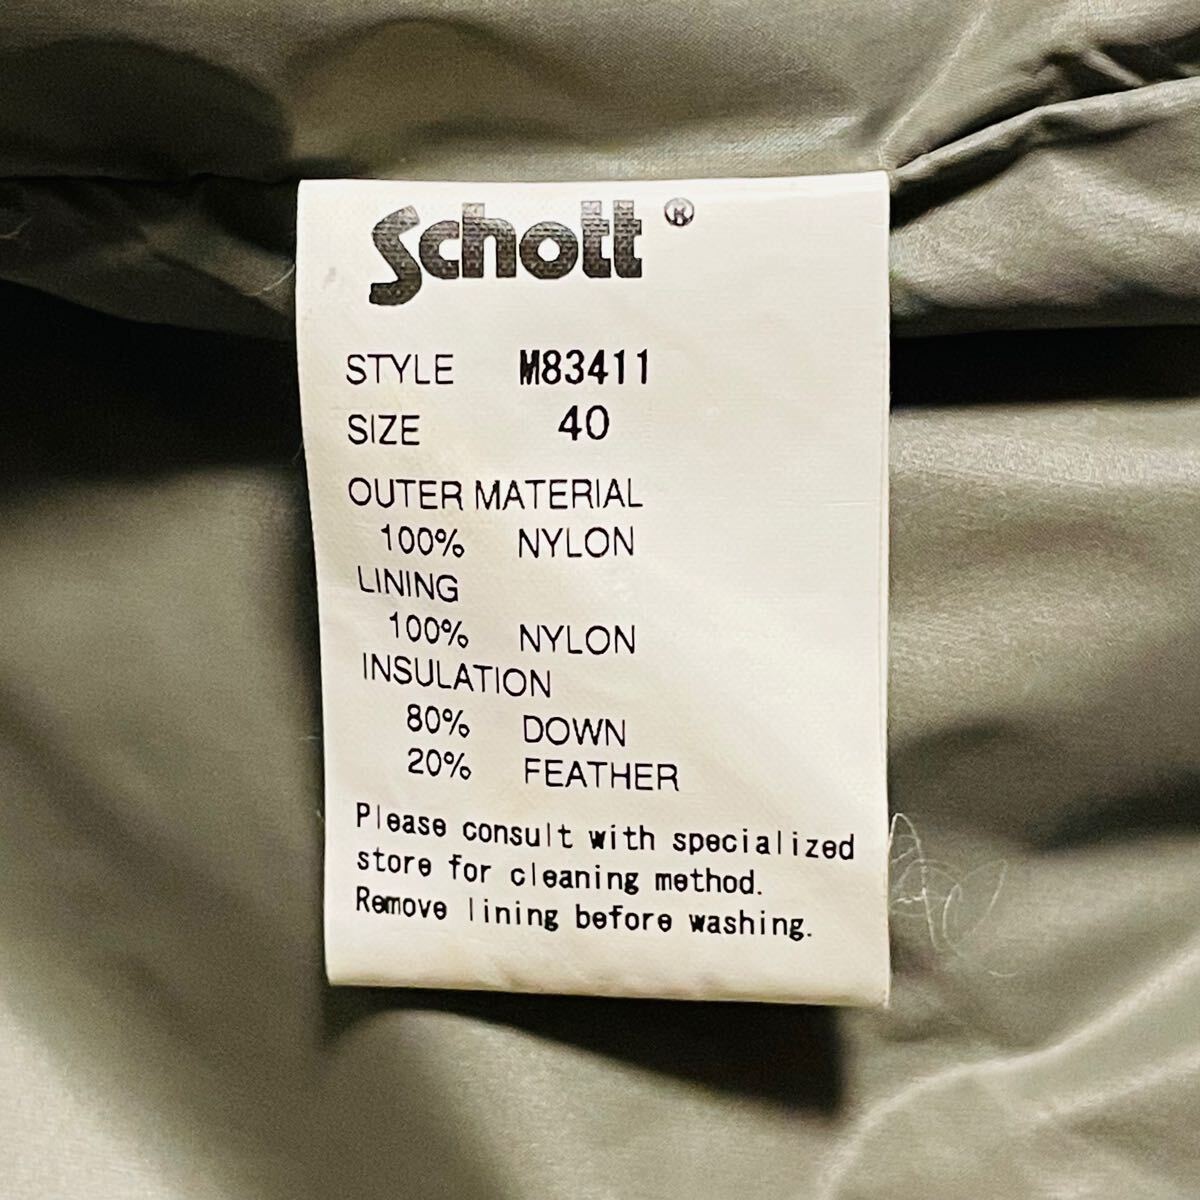 Schott ®
STYLE M83411
SIZE 40
OUTER MATERIAL
100% NYLON
LINING
100% NYLON
INSULATION
80% DOWN
20% FEATHER
Please consult with specialized
store for cleaning method.
Remove lining before washing.